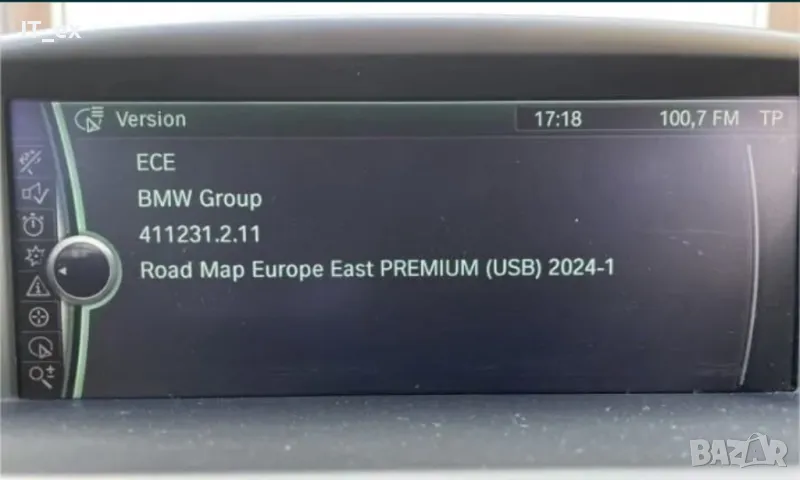 IT_ex
Version
17:18
100,7 FM
TP
ECE
BMW Group
411231.2.11
Road Map Europe East PREMIUM (USB) 2024-1
BAZAR